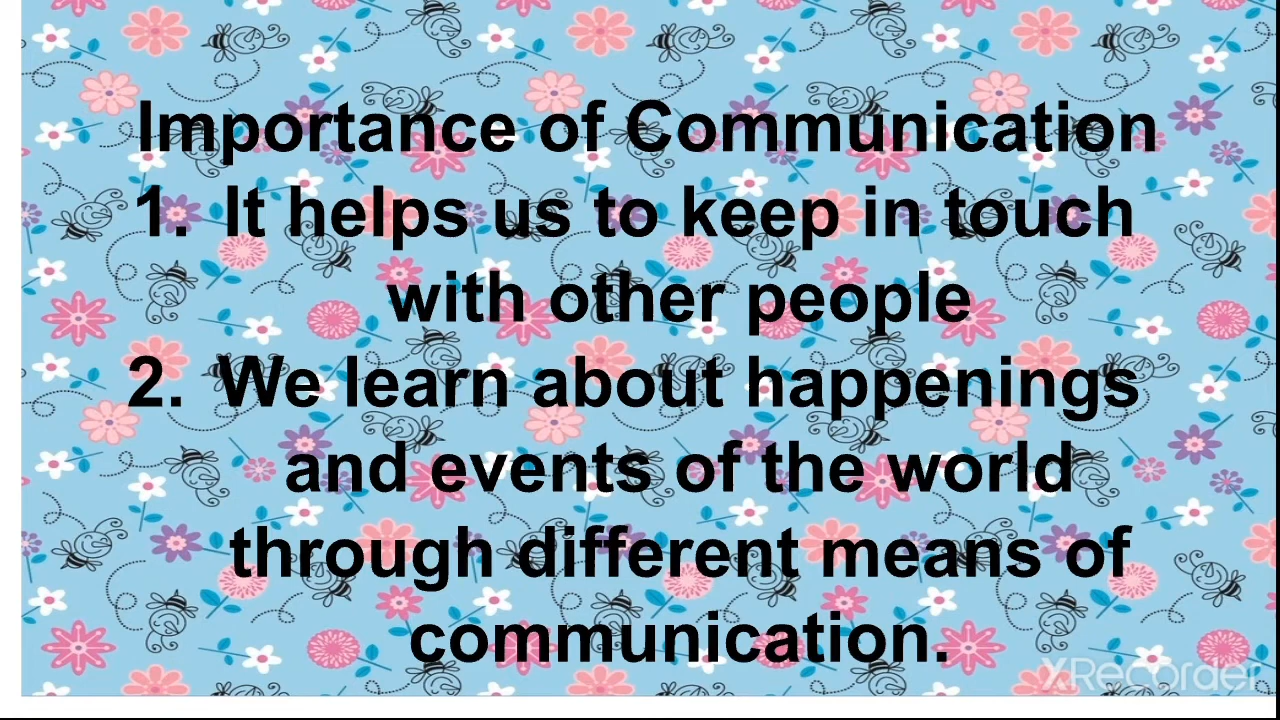 Importance of Communication
1. It helps us to keep in touch
with other people
2. We learn about happenings
and events of the world
through different means of
communication.
XRecorder